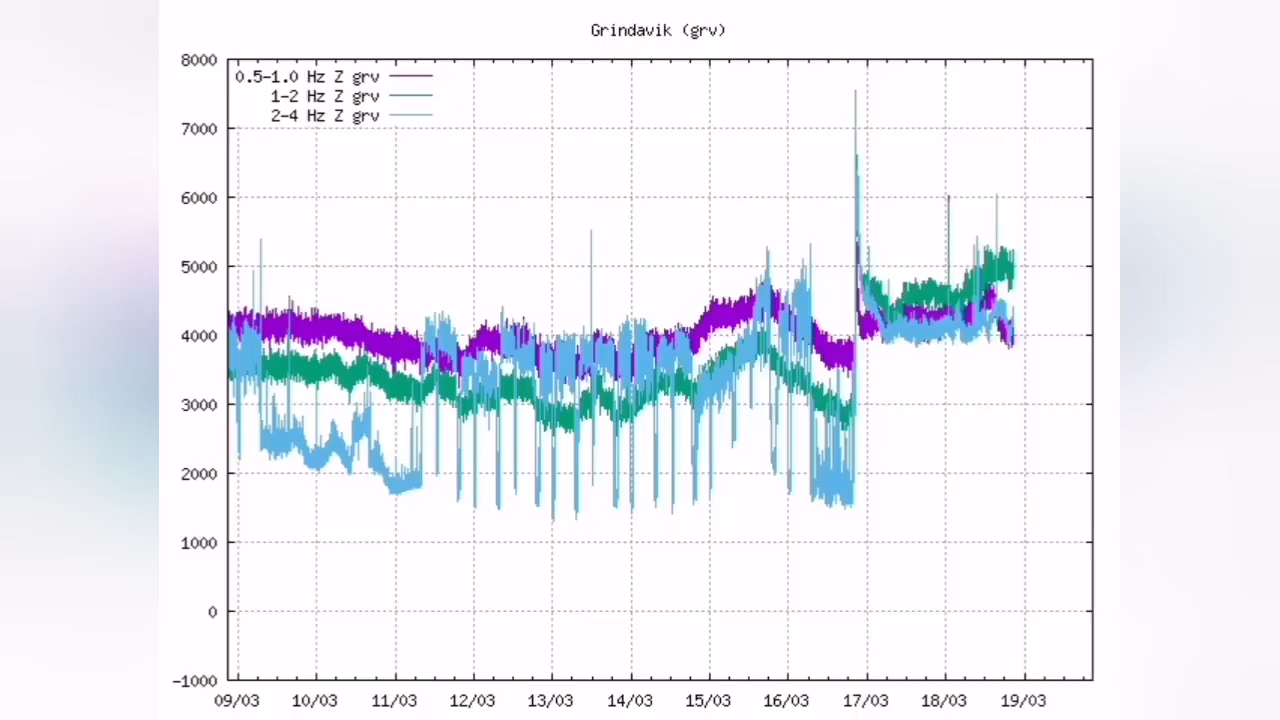 Grindavik (grv)
8000
0.5-1.0 Hz Z grv
1-2 Hz Z grv
2-4 Hz Z grv
7000
6000
5000
4000
3000
2000
1000
0
-1000
09/03 10/03 11/03 12/03 13/03 14/03 15/03 16/03 17/03 18/03 19/03